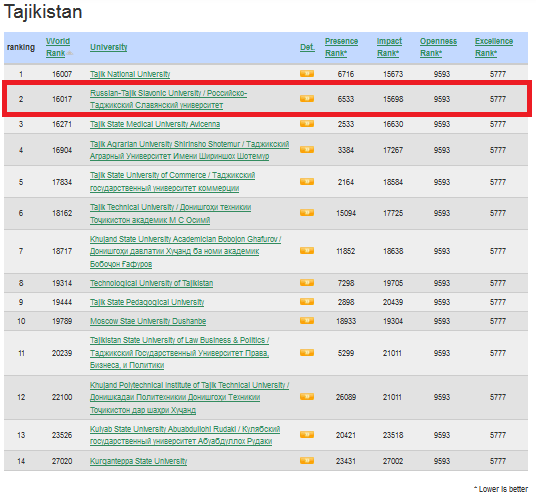 Tajikistan
ranking World Rank University Det. Presence Rank* Impact Rank* Openness Rank* Excellence Rank*
1 16007 Tajik National University 6716 15673 9593 5777
2 16017 Russian-Tajik Slavonic University / Российско-
Таджикский Славянский университет 6533 15698 9593 5777
3 16271 Tajik State Medical University Avicenna 2533 16630 9593 5777
4 16904 Tajik Agrarian University Shirinsho Shotemur / Таджикский
Аграрный Университет Имени Шириншох Шотемур 3384 17267 9593 5777
5 17834 Tajik State University of Commerce / Таджикский
государственный университет коммерции 2164 18584 9593 5777
6 18162 Tajik Technical University / Донишгоҳи техникии
Тоҷикистон академик М С Осимӣ 15094 17725 9593 5777
7 18717 Khujand State University Academician Bobojon Ghafurov /
Донишгоҳи давлатии Хуҷанд ба номи академик
Бобоҷон Ғафуров 11852 18638 9593 5777
8 19314 Technological University of Tajikistan 7298 19705 9593 5777
9 19444 Tajik State Pedagogical University 2898 20439 9593 5777
10 19789 Moscow Stae University Dushanbe 18933 19304 9593 5777
11 20239 Tajikistan State University of Law Business & Politics /
Таджикский Государственный Университет Права,
Бизнеса, и Политики 5299 21011 9593 5777
12 22100 Khujand Polytechnical Institute of Tajik Technical University /
Донишкадаи Политехникии Донишгоҳи Техникии
Тоҷикистон дар шаҳри Хуҷанд 26089 21011 9593 5777
13 23526 Kulyab State University Abuabdullohi Rudaki / Кулябский
государственный университет Абуабдуллох Рудаки 20421 23518 9593 5777
14 27020 Kurganteppa State University 23431 27002 9593 5777
* Lower is better